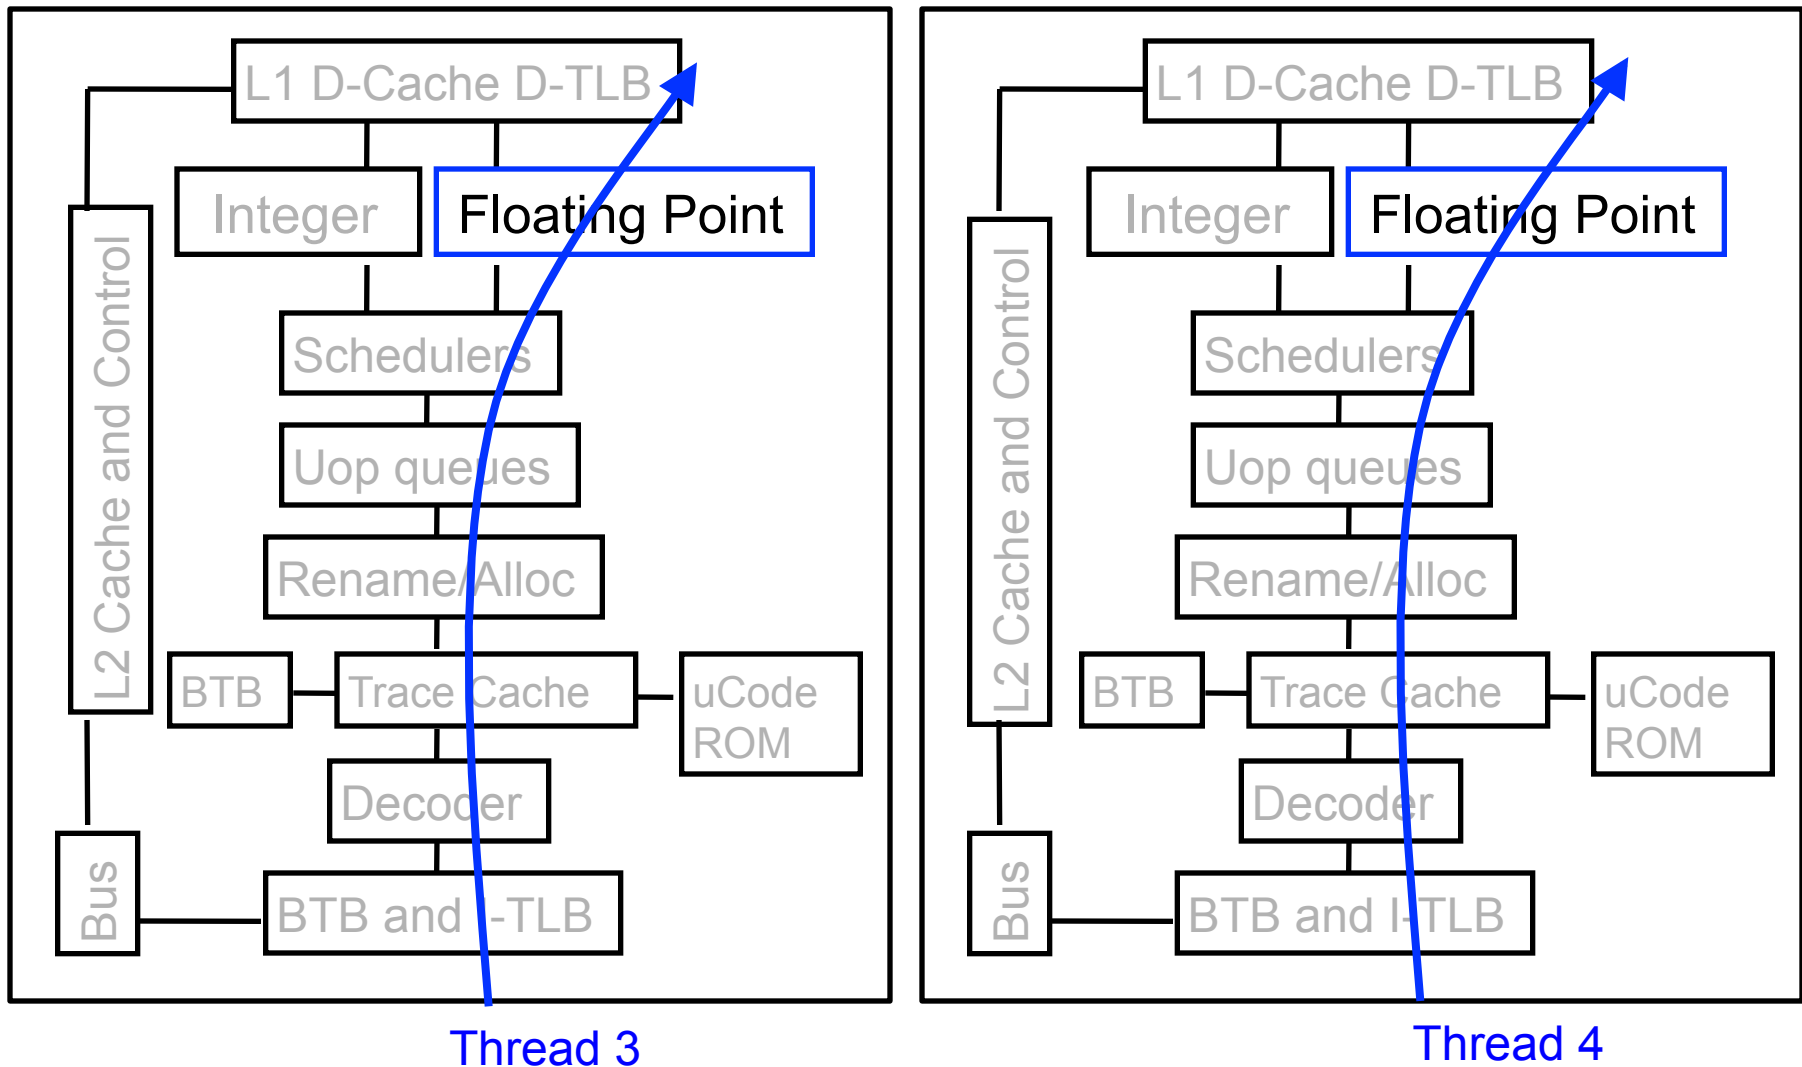 L1 D-Cache D-TLB
Integer
Floating Point
L2 Cache and Control
Schedulers
Uop queues
Rename/Alloc
BTB
Trace Cache
uCode
ROM
Decoder
Bus
BTB and I-TLB
Thread 3
L1 D-Cache D-TLB
Integer
Floating Point
L2 Cache and Control
Schedulers
Uop queues
Rename/Alloc
BTB
Trace Cache
uCode
ROM
Decoder
Bus
BTB and I-TLB
Thread 4